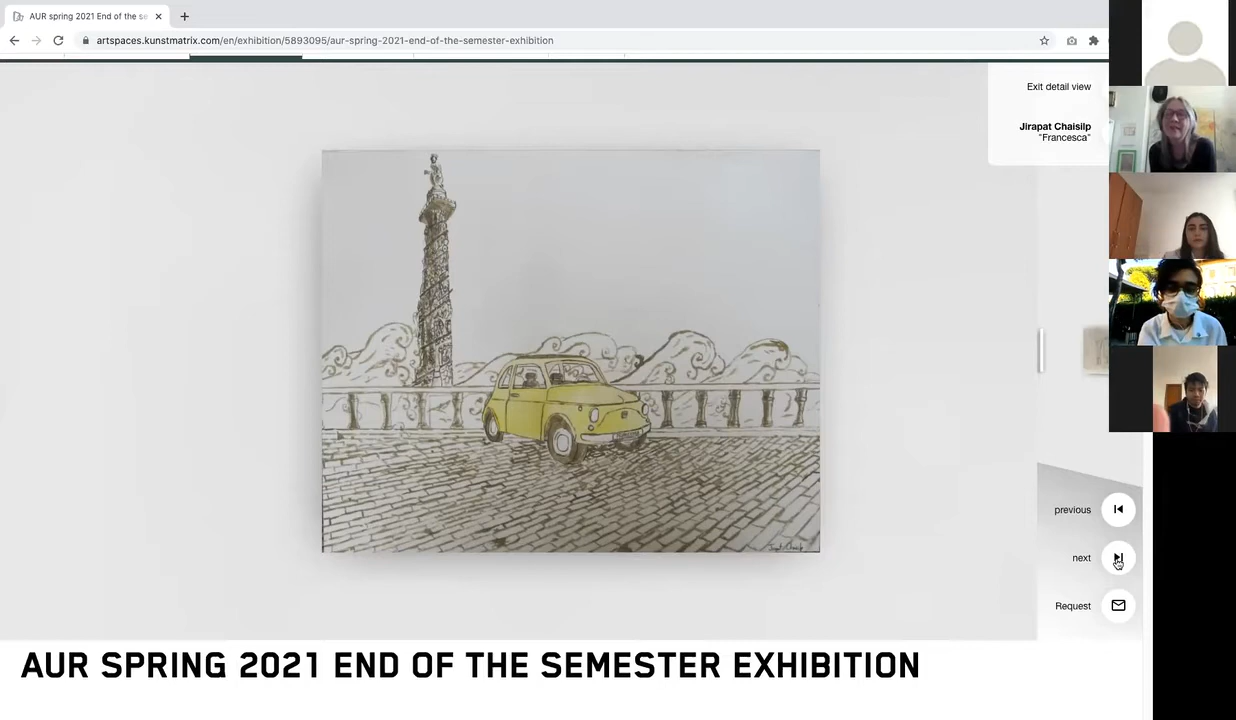 AUR spring 2021 End of the se
artspaces.kunstmatrix.com/en/exhibition/5893095/aur-spring-2021-end-of-the-semester-exhibition
Exit detail view
Jirapat Chaisilp
"Francesca"
previous
next
Request
AUR SPRING 2021 END OF THE SEMESTER EXHIBITION